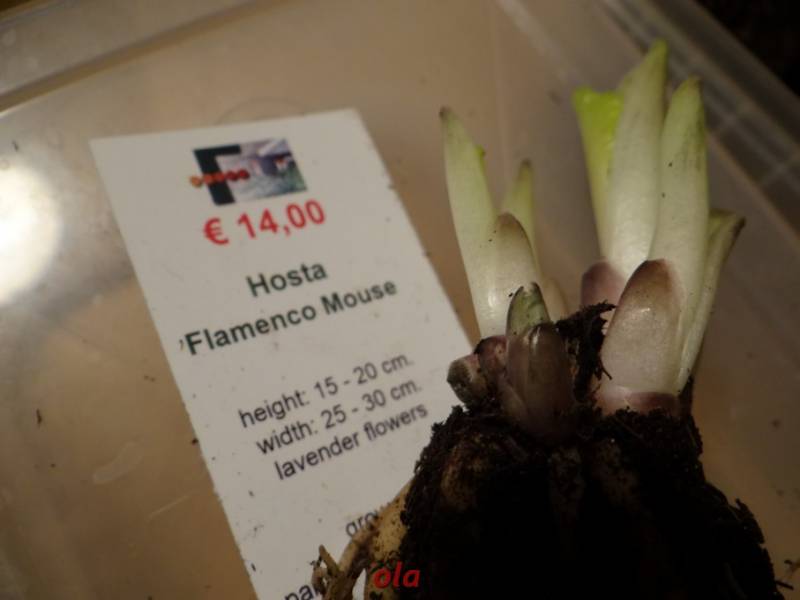 € 14,00
Hosta
'Flamenco Mouse
height: 15 - 20 cm.
width: 25 - 30 cm.
lavender flowers
ola